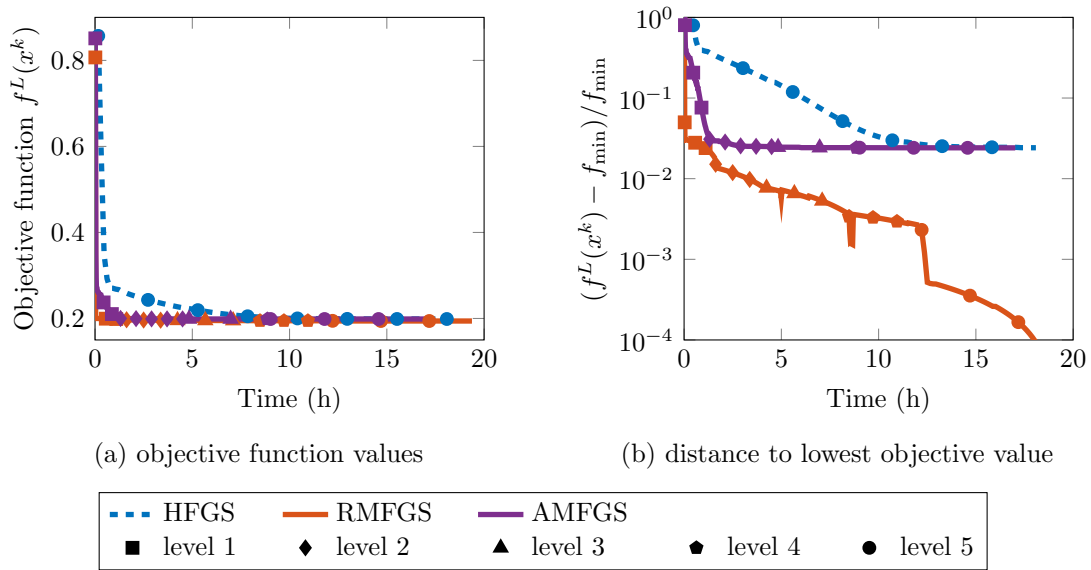 Objective function f^L(x^k)
0.8
0.6
0.4
0.2
0
5
10
15
20
Time (h)
(a) objective function values
(f^L(x^k) − f_min)/f_min
10^0
10^−1
10^−2
10^−3
10^−4
0
5
10
15
20
Time (h)
(b) distance to lowest objective value
HFGS RMFGS AMFGS
level 1 level 2 level 3 level 4 level 5